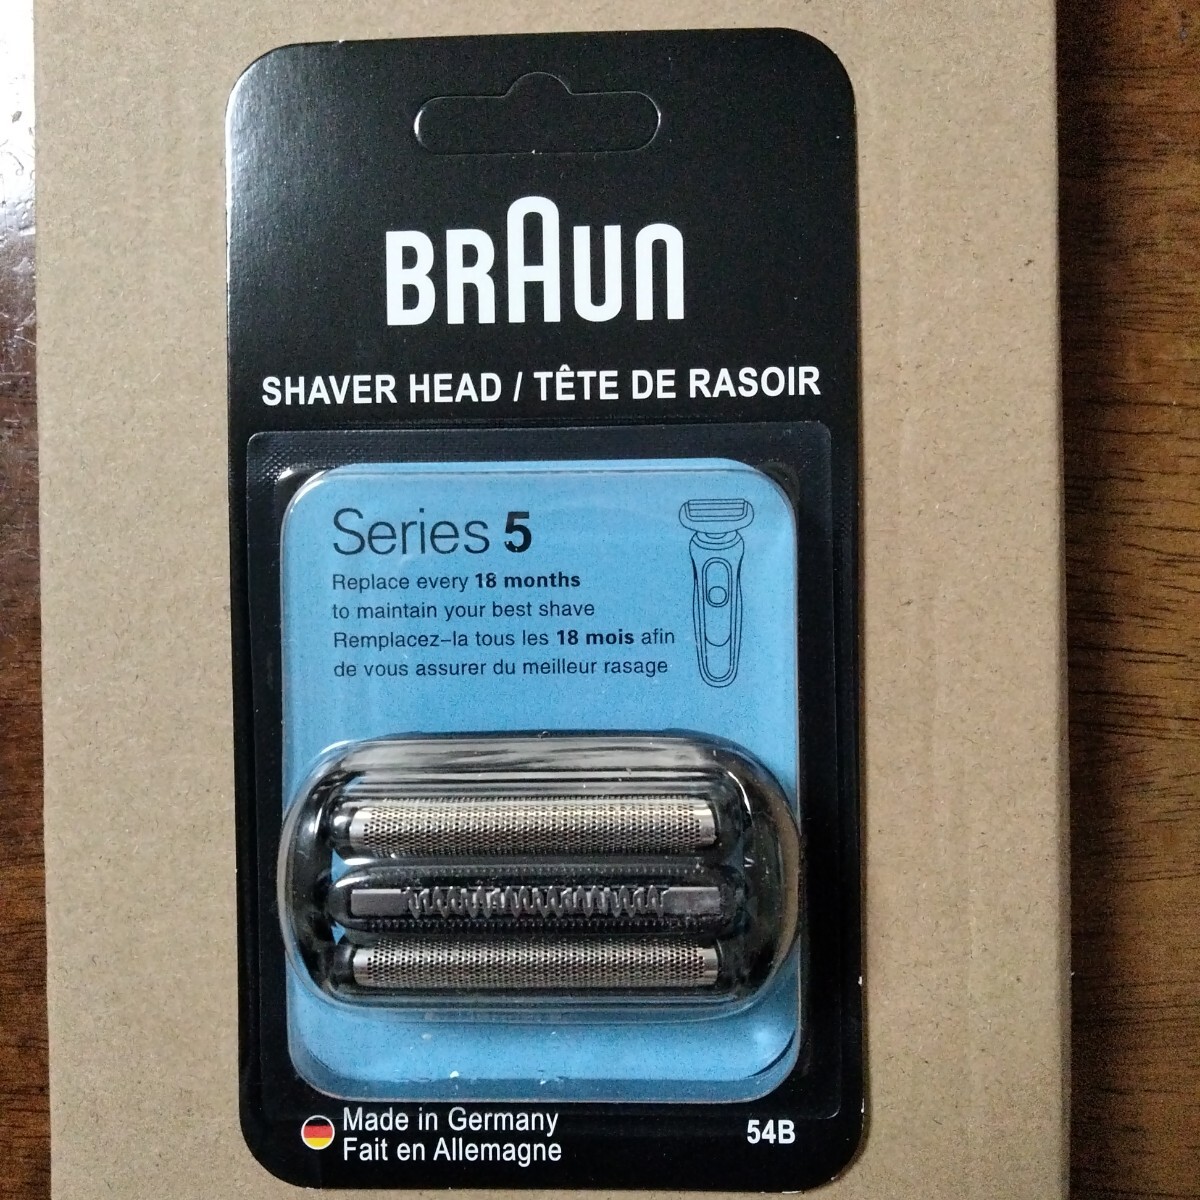 BRAUN
SHAVER HEAD / TÊTE DE RASOIR
Series 5
Replace every 18 months
to maintain your best shave
Remplacez-la tous les 18 mois afin
de vous assurer du meilleur rasage
Made in Germany
Fait en Allemagne
54B